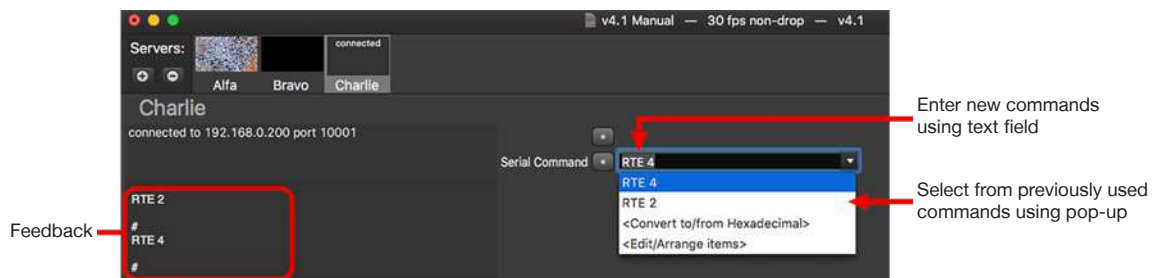 v4.1 Manual — 30 fps non-drop — v4.1
Servers:
connected
Alfa Bravo Charlie
Charlie
connected to 192.168.0.200 port 10001
Serial Command RTE 4
RTE 4
RTE 2
<Convert to/from Hexadecimal>
<Edit/Arrange items>
RTE 2
#
RTE 4
#
Feedback
Enter new commands
using text field
Select from previously used
commands using pop-up